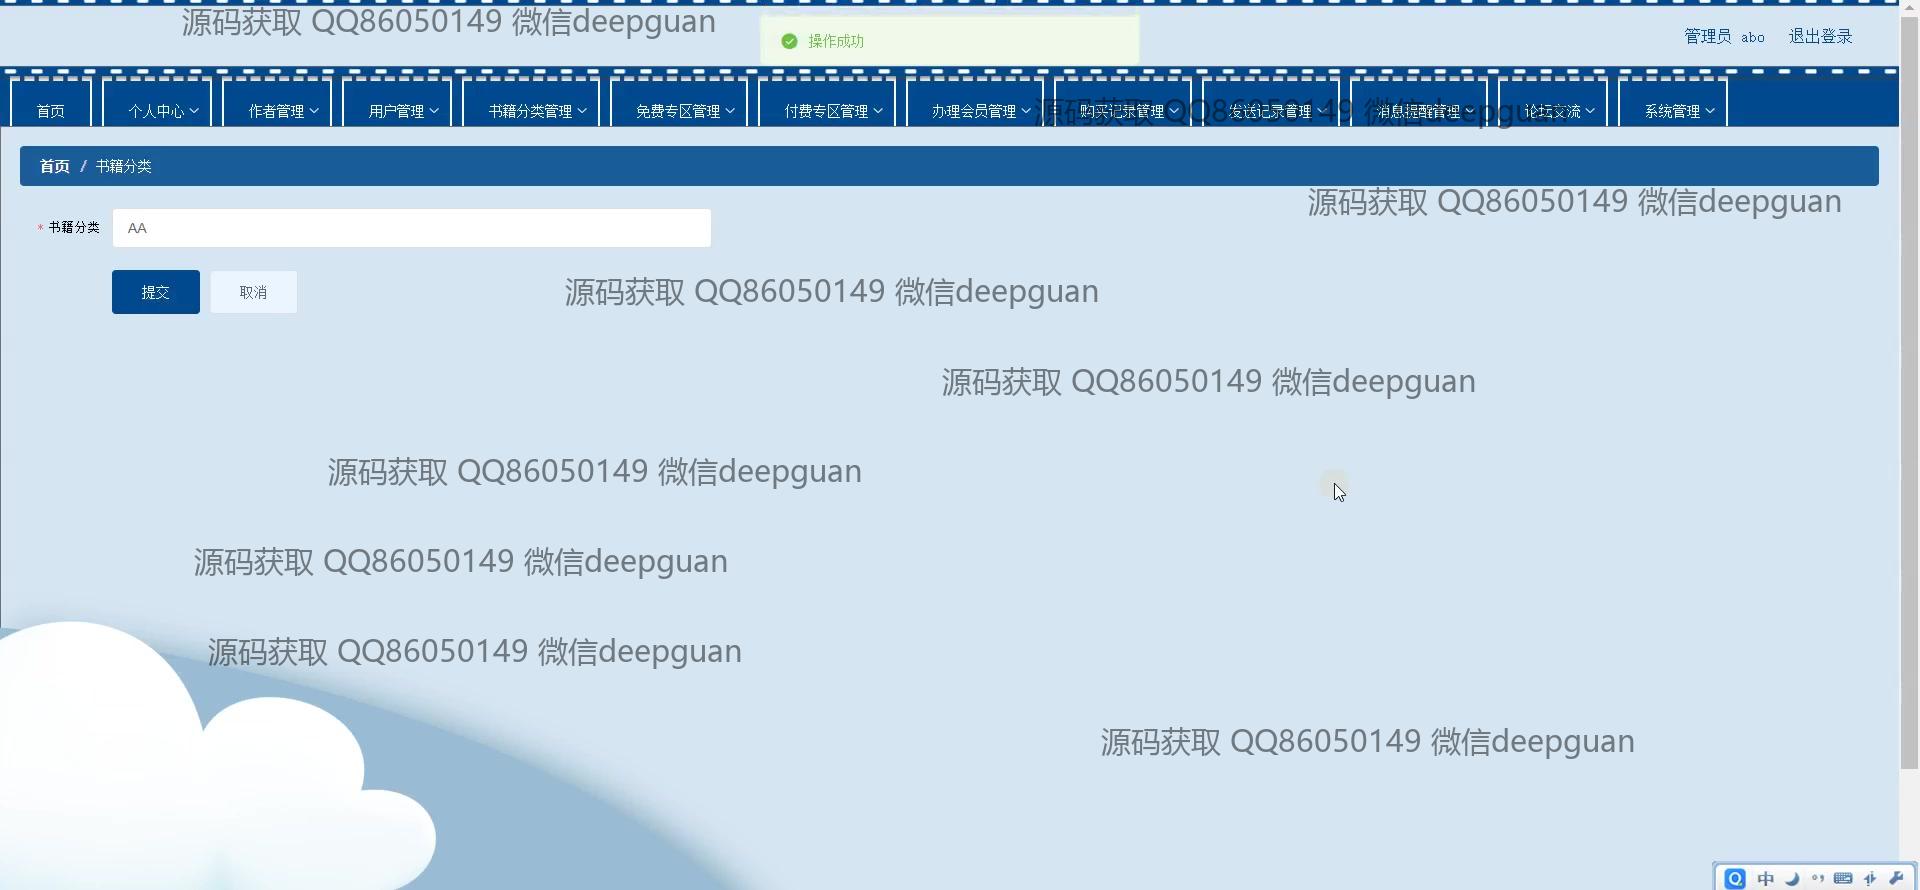 源码获取 QQ86050149 微信deepguan
操作成功
管理员 abo 退出登录
首页 个人中心 作者管理 用户管理 书籍分类管理 免费专区管理 付费专区管理 办理会员管理 购买记录管理 发送记录管理 消息提醒管理 论坛交流 系统管理
源码获取 QQ86050149 微信deepguan
首页 / 书籍分类
源码获取 QQ86050149 微信deepguan
* 书籍分类 AA
提交 取消
源码获取 QQ86050149 微信deepguan
源码获取 QQ86050149 微信deepguan
源码获取 QQ86050149 微信deepguan
源码获取 QQ86050149 微信deepguan
源码获取 QQ86050149 微信deepguan
源码获取 QQ86050149 微信deepguan
中